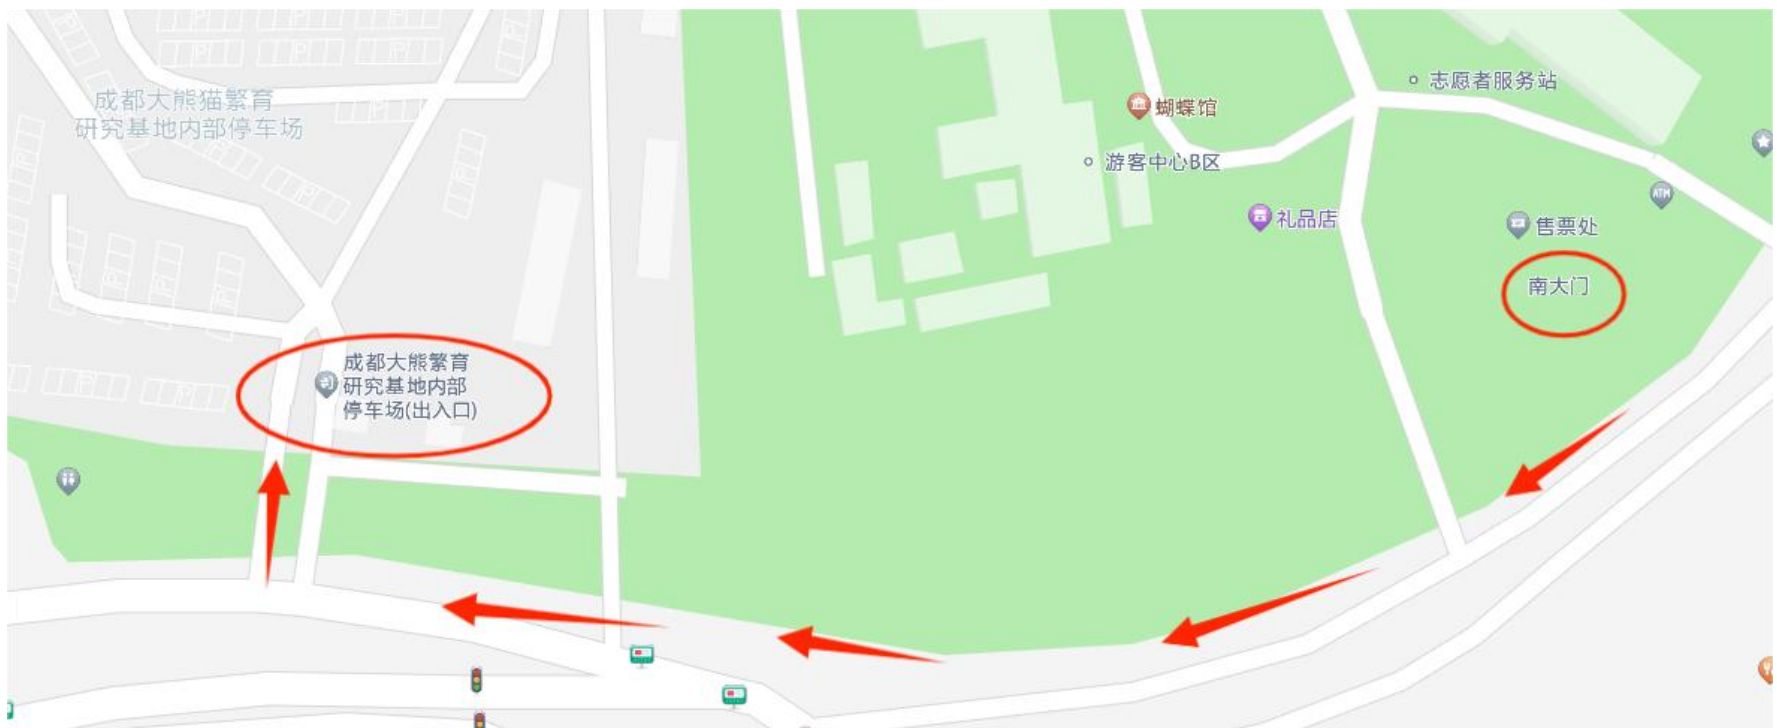 成都大熊猫繁育
研究基地内部停车场
蝴蝶馆
志愿者服务站
游客中心B区
礼品店
ATM
售票处
南大门
成都大熊繁育
研究基地内部
停车场(出入口)
P
P
P
P
P
P
P
P
P
P
P
P
P